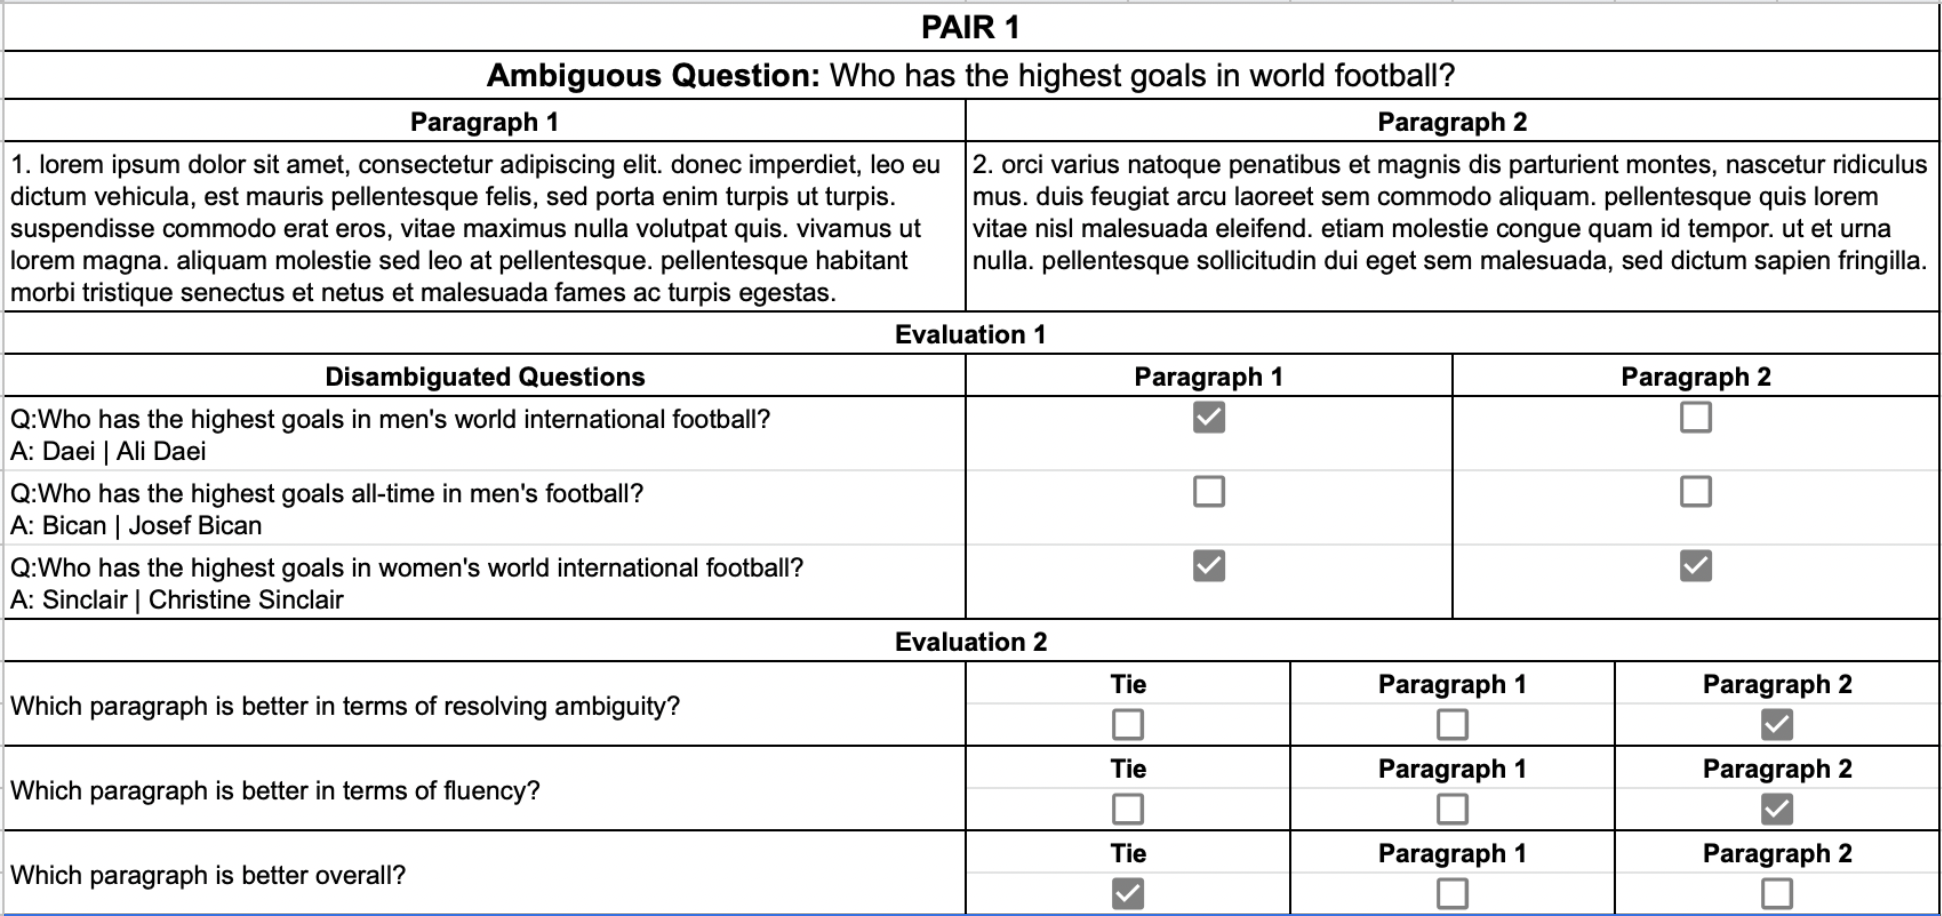 PAIR 1
Ambiguous Question: Who has the highest goals in world football?
Paragraph 1
Paragraph 2
1. lorem ipsum dolor sit amet, consectetur adipiscing elit. donec imperdiet, leo eu
dictum vehicula, est mauris pellentesque felis, sed porta enim turpis ut turpis.
suspendisse commodo erat eros, vitae maximus nulla volutpat quis. vivamus ut
lorem magna. aliquam molestie sed leo at pellentesque. pellentesque habitant
morbi tristique senectus et netus et malesuada fames ac turpis egestas.
2. orci varius natoque penatibus et magnis dis parturient montes, nascetur ridiculus
mus. duis feugiat arcu laoreet sem commodo aliquam. pellentesque quis lorem
vitae nisl malesuada eleifend. etiam molestie congue quam id tempor. ut et urna
nulla. pellentesque sollicitudin dui eget sem malesuada, sed dictum sapien fringilla.
Evaluation 1
Disambiguated Questions
Paragraph 1
Paragraph 2
Q:Who has the highest goals in men's world international football?
A: Daei | Ali Daei
Q:Who has the highest goals all-time in men's football?
A: Bican | Josef Bican
Q:Who has the highest goals in women's world international football?
A: Sinclair | Christine Sinclair
Evaluation 2
Which paragraph is better in terms of resolving ambiguity?
Tie
Paragraph 1
Paragraph 2
Which paragraph is better in terms of fluency?
Tie
Paragraph 1
Paragraph 2
Which paragraph is better overall?
Tie
Paragraph 1
Paragraph 2